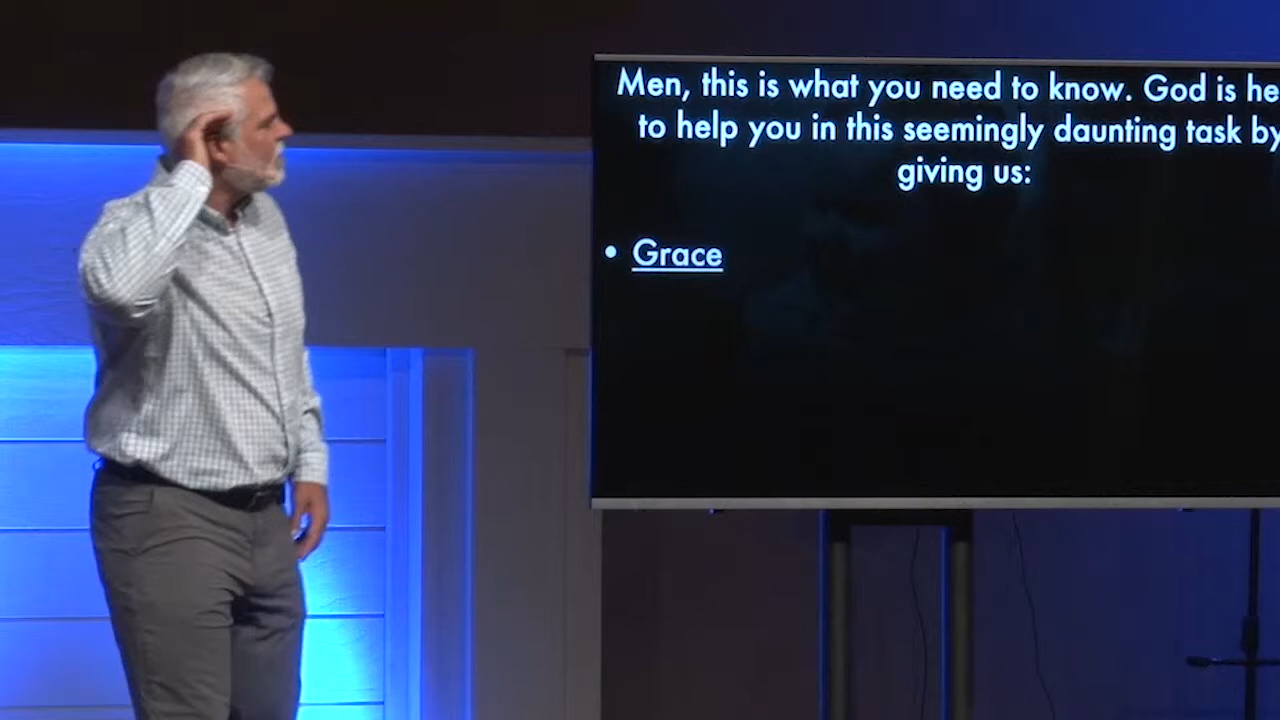 Men, this is what you need to know. God is he
to help you in this seemingly daunting task by
giving us:
• Grace